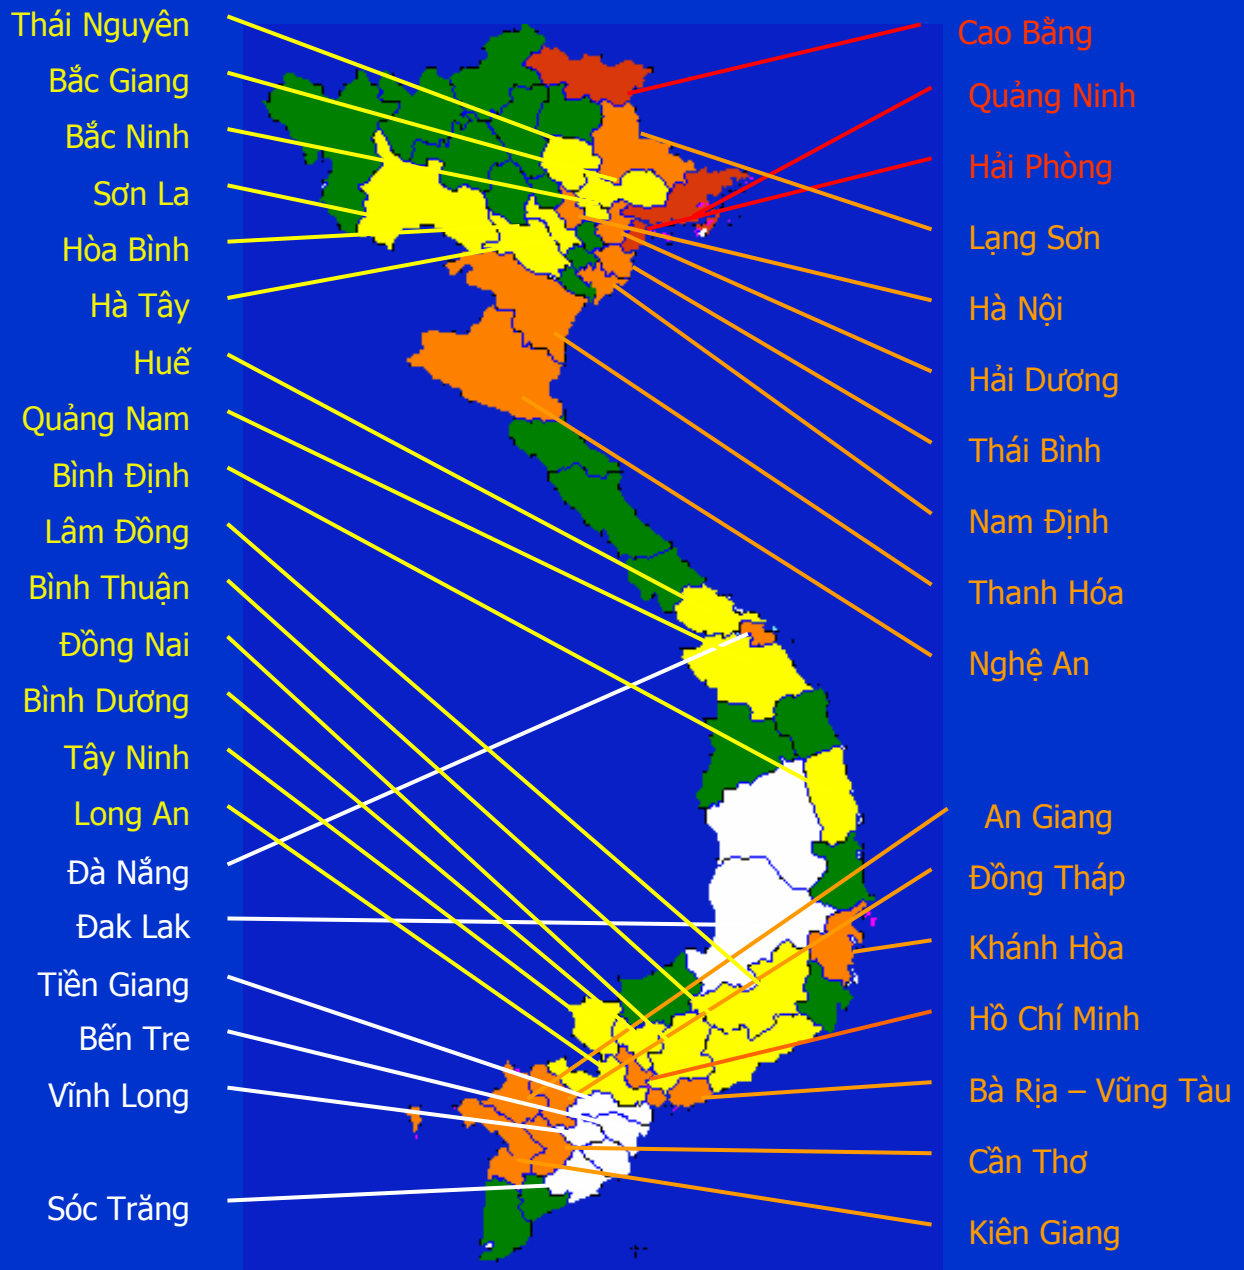 Thái Nguyên
Bắc Giang
Bắc Ninh
Sơn La
Hòa Bình
Hà Tây
Huế
Quảng Nam
Bình Định
Lâm Đồng
Bình Thuận
Đồng Nai
Bình Dương
Tây Ninh
Long An
Đà Nắng
Đak Lak
Tiền Giang
Bến Tre
Vĩnh Long
Sóc Trăng
Cao Bằng
Quảng Ninh
Hải Phòng
Lạng Sơn
Hà Nội
Hải Dương
Thái Bình
Nam Định
Thanh Hóa
Nghệ An
An Giang
Đồng Tháp
Khánh Hòa
Hồ Chí Minh
Bà Rịa – Vũng Tàu
Cần Thơ
Kiên Giang